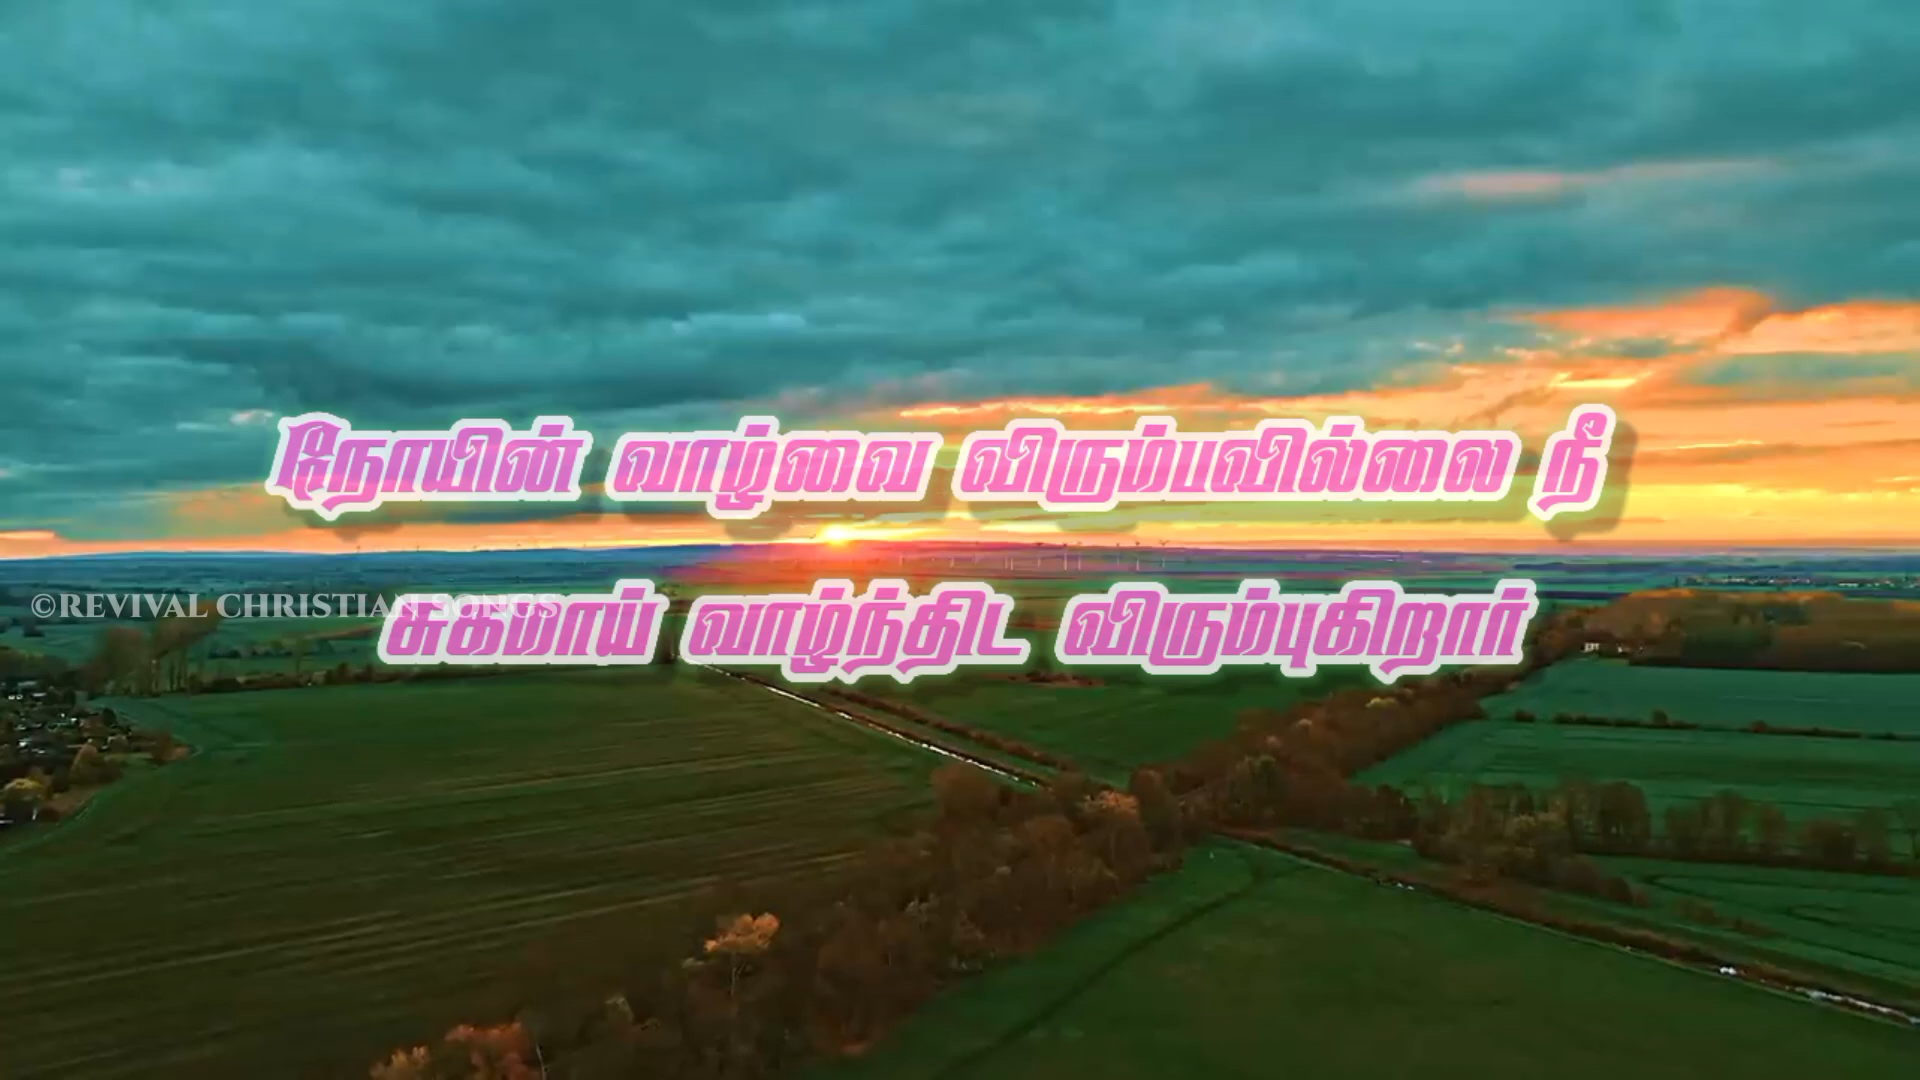 நோயின் வாழ்வை விரும்பவில்லை நீ
©REVIVAL CHRISTIAN SONGS
சுகமாய் வாழ்ந்திட விரும்புகிறார்